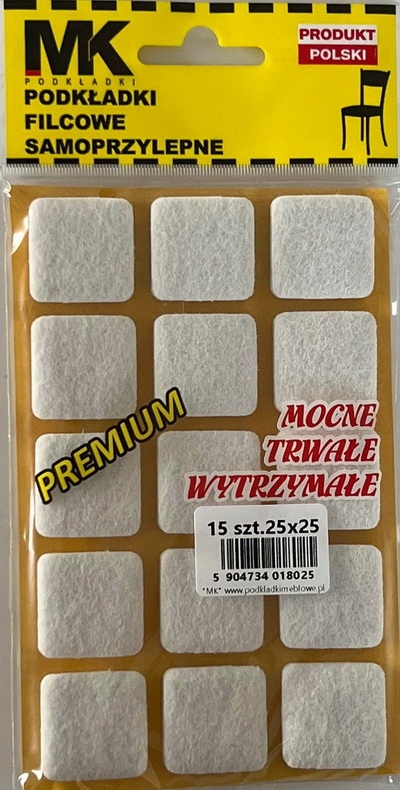 MK
PODKŁADKI
PRODUKT
POLSKI
PODKŁADKI
FILCOWE
SAMOPRZYLEPNE
PREMIUM
MOCNE
TRWAŁE
WYTRZYMAŁE
15 szt.25x25
5 904734 018025
"MK" www.podkladkimeblowe.pl